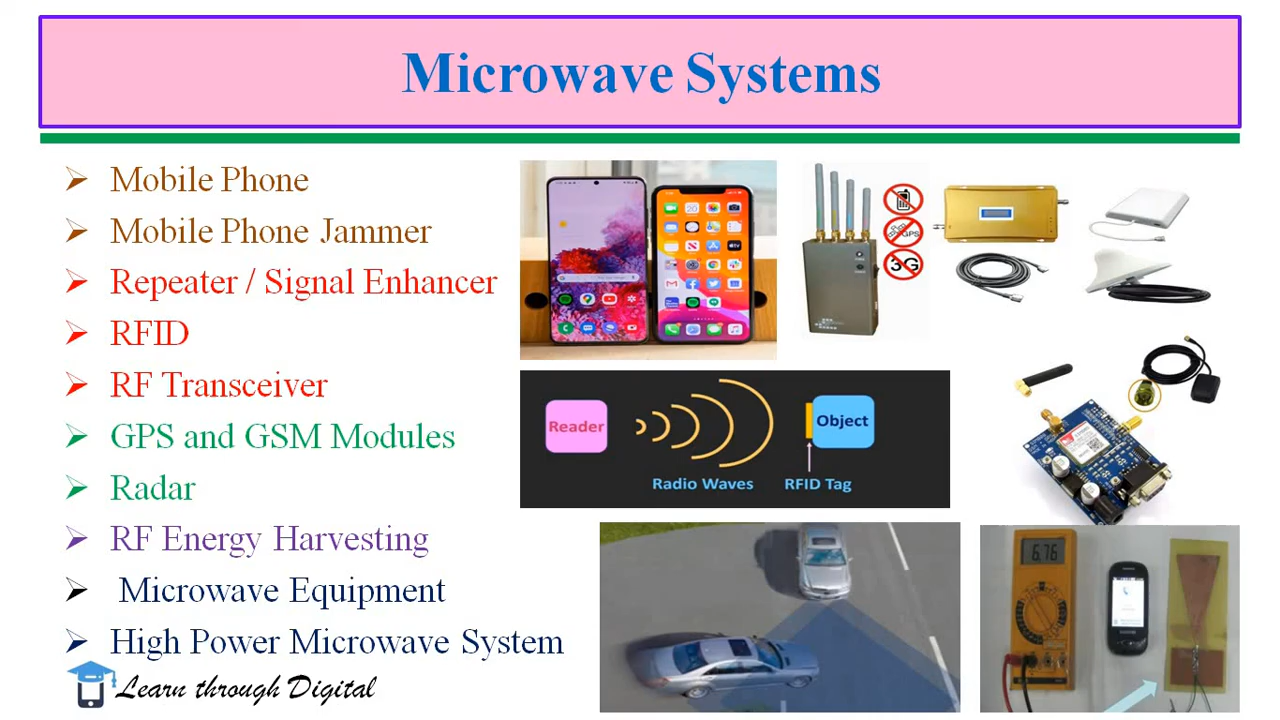 Microwave Systems
➢ Mobile Phone
➢ Mobile Phone Jammer
➢ Repeater / Signal Enhancer
➢ RFID
➢ RF Transceiver
➢ GPS and GSM Modules
➢ Radar
➢ RF Energy Harvesting
➢ Microwave Equipment
➢ High Power Microwave System
Learn through Digital
GPS
3G
Reader
Object
Radio Waves
RFID Tag
6.76